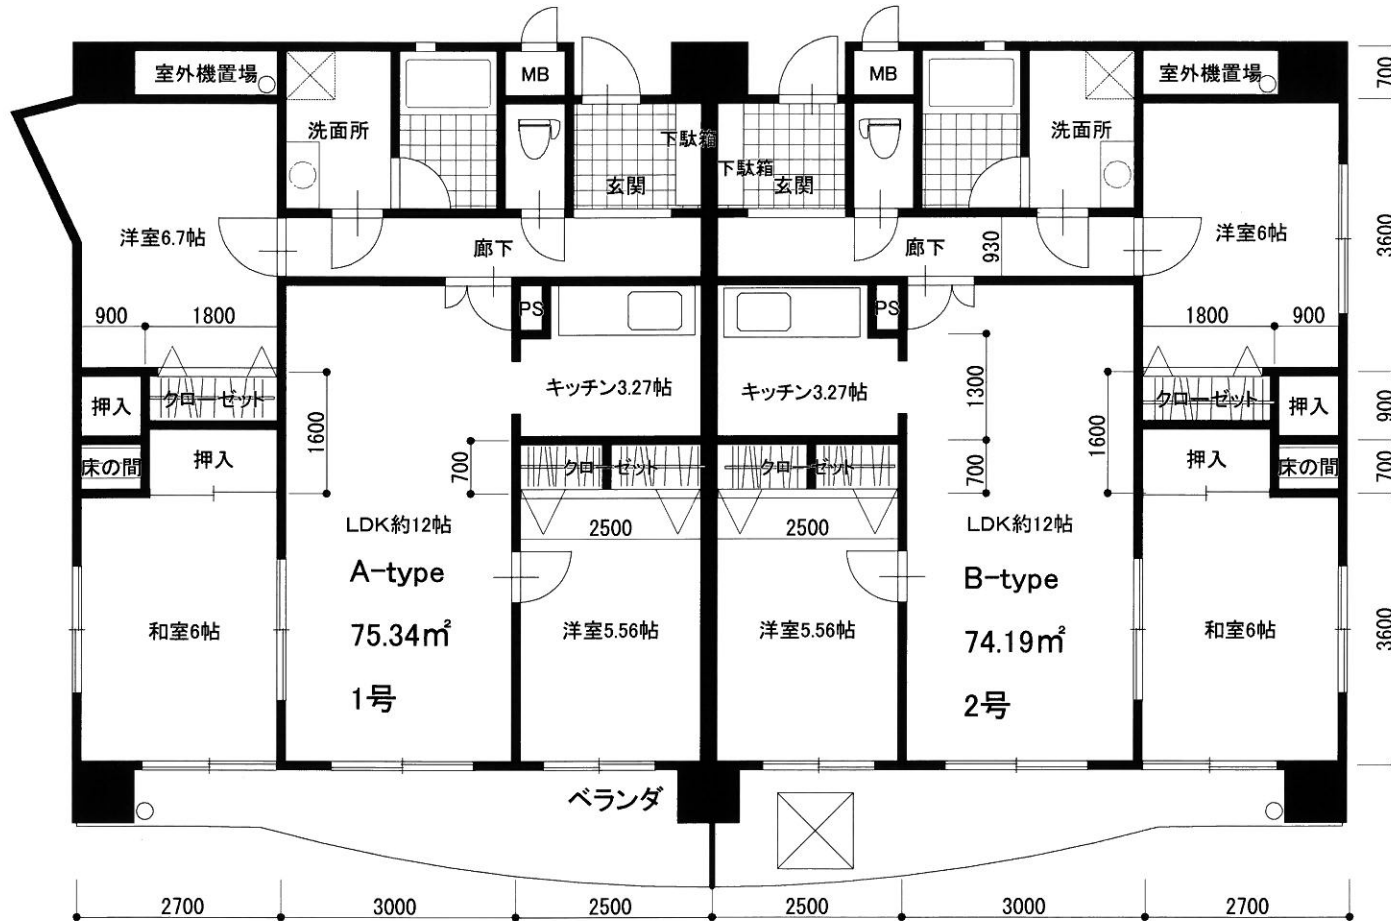 室外機置場
MB
MB
室外機置場
700
洗面所
下駄箱
玄関
下駄箱
玄関
洗面所
洋室6.7帖
廊下
廊下
930
洋室6帖
3600
900
1800
PS
PS
1800
900
押入
クローゼット
キッチン3.27帖
キッチン3.27帖
1300
クローゼット
押入
900
1600
1600
床の間
押入
700
クローゼット
クローゼット
700
押入
床の間
700
LDK約12帖
2500
2500
LDK約12帖
A-type
B-type
和室6帖
75.34㎡
洋室5.56帖
洋室5.56帖
74.19㎡
和室6帖
3600
1号
2号
ベランダ
2700
3000
2500
2500
3000
2700